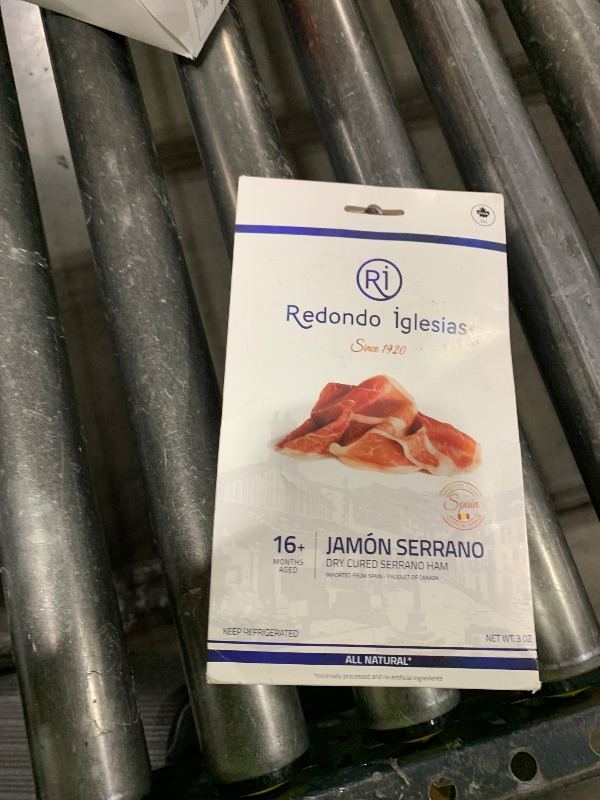 Ri
Redondo Iglesias
Since 1920
Spain
16+
MONTHS
AGED
JAMÓN SERRANO
DRY CURED SERRANO HAM
IMPORTED FROM SPAIN - PRODUCT OF CANADA
KEEP REFRIGERATED
NET WT. 3 OZ
ALL NATURAL*
*minimally processed and no artificial ingredients